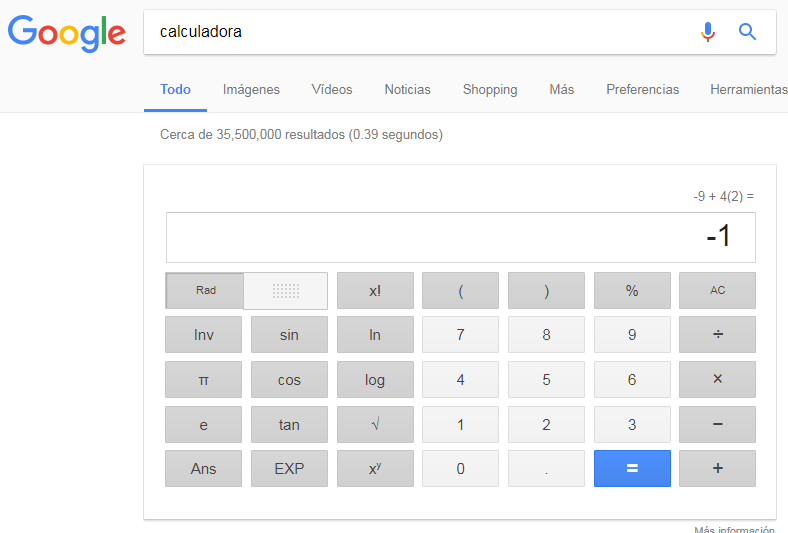 Google calculadora
Todo Imágenes Vídeos Noticias Shopping Más Preferencias Herramientas
Cerca de 35,500,000 resultados (0.39 segundos)
-9 + 4(2) =
-1
Rad x! ( ) % AC
Inv sin ln 7 8 9 ÷
π cos log 4 5 6 ×
e tan √ 1 2 3 −
Ans EXP xʸ 0 . = +
Más información